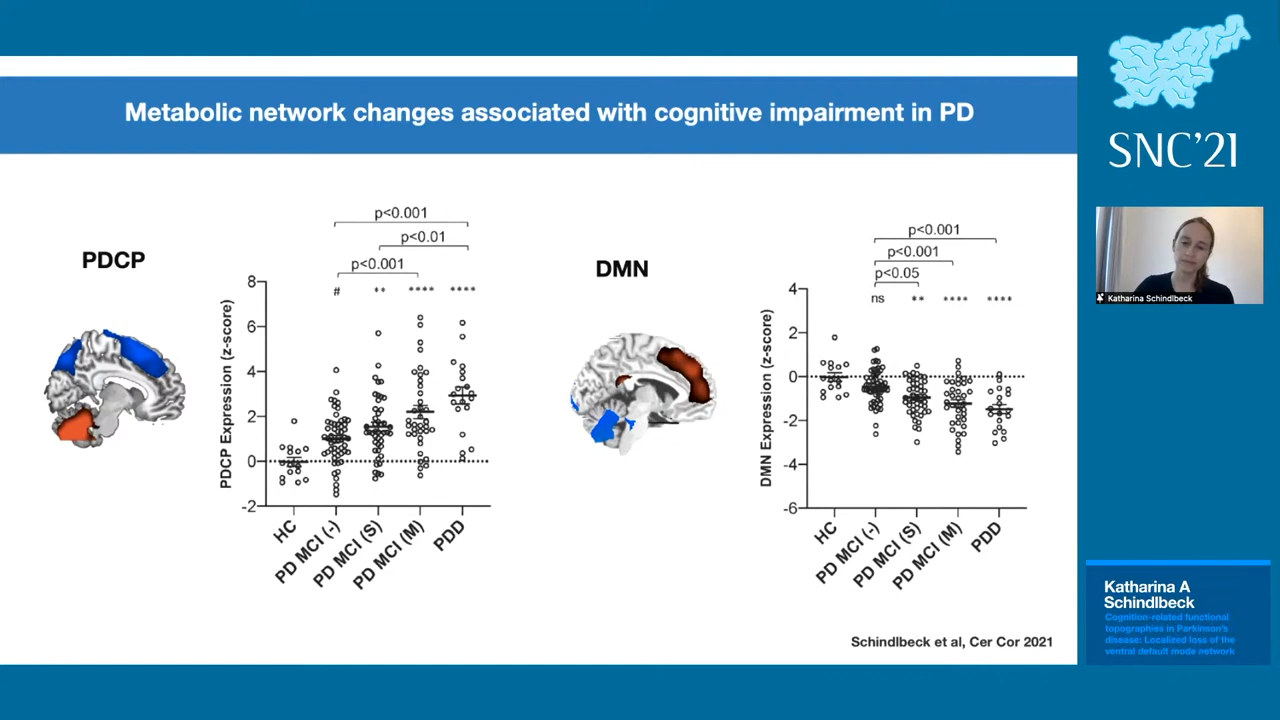 Metabolic network changes associated with cognitive impairment in PD
PDCP
p<0.001
p<0.01
p<0.001
# ** **** ****
PDCP Expression (z-score)
8
6
4
2
0
-2
HC
PD MCI (-)
PD MCI (S)
PD MCI (M)
PDD
DMN
p<0.001
p<0.001
p<0.05
ns ** **** ****
DMN Expression (z-score)
4
2
0
-2
-4
-6
HC
PD MCI (-)
PD MCI (S)
PD MCI (M)
PDD
Schindlbeck et al, Cer Cor 2021
SNC'21
Katharina Schindlbeck
Katharina A
Schindlbeck
Cognition-related functional
topographies in Parkinson's
disease: Localized loss of the
ventral default mode network